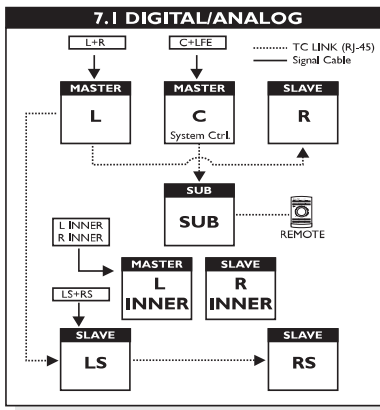 7.1 DIGITAL/ANALOG
L+R
C+LFE
TC LINK (RJ-45)
Signal Cable
MASTER
L
MASTER
C
System Ctrl.
SLAVE
R
SUB
SUB
REMOTE
L INNER
R INNER
MASTER
L
INNER
SLAVE
R
INNER
LS+RS
SLAVE
LS
SLAVE
RS